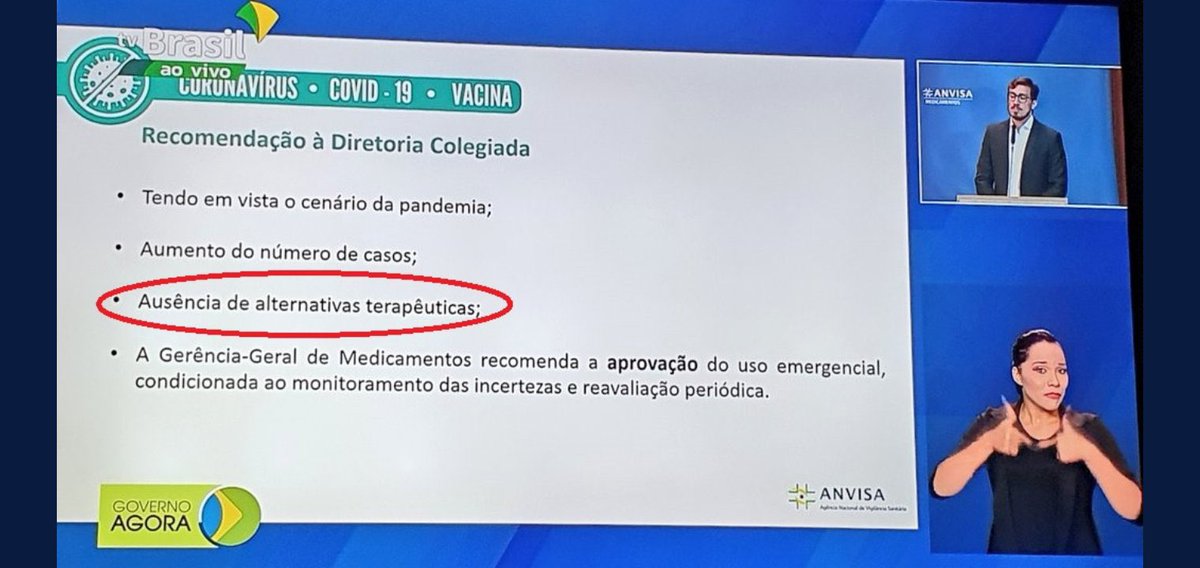 tvBrasil
ao vivo
CORONAVÍRUS • COVID - 19 • VACINA
Recomendação à Diretoria Colegiada
• Tendo em vista o cenário da pandemia;
• Aumento do número de casos;
• Ausência de alternativas terapêuticas;
• A Gerência-Geral de Medicamentos recomenda a aprovação do uso emergencial,
condicionada ao monitoramento das incertezas e reavaliação periódica.
GOVERNO
AGORA
ANVISA
Agência Nacional de Vigilância Sanitária
ANVISA
MEDICAMENTOS